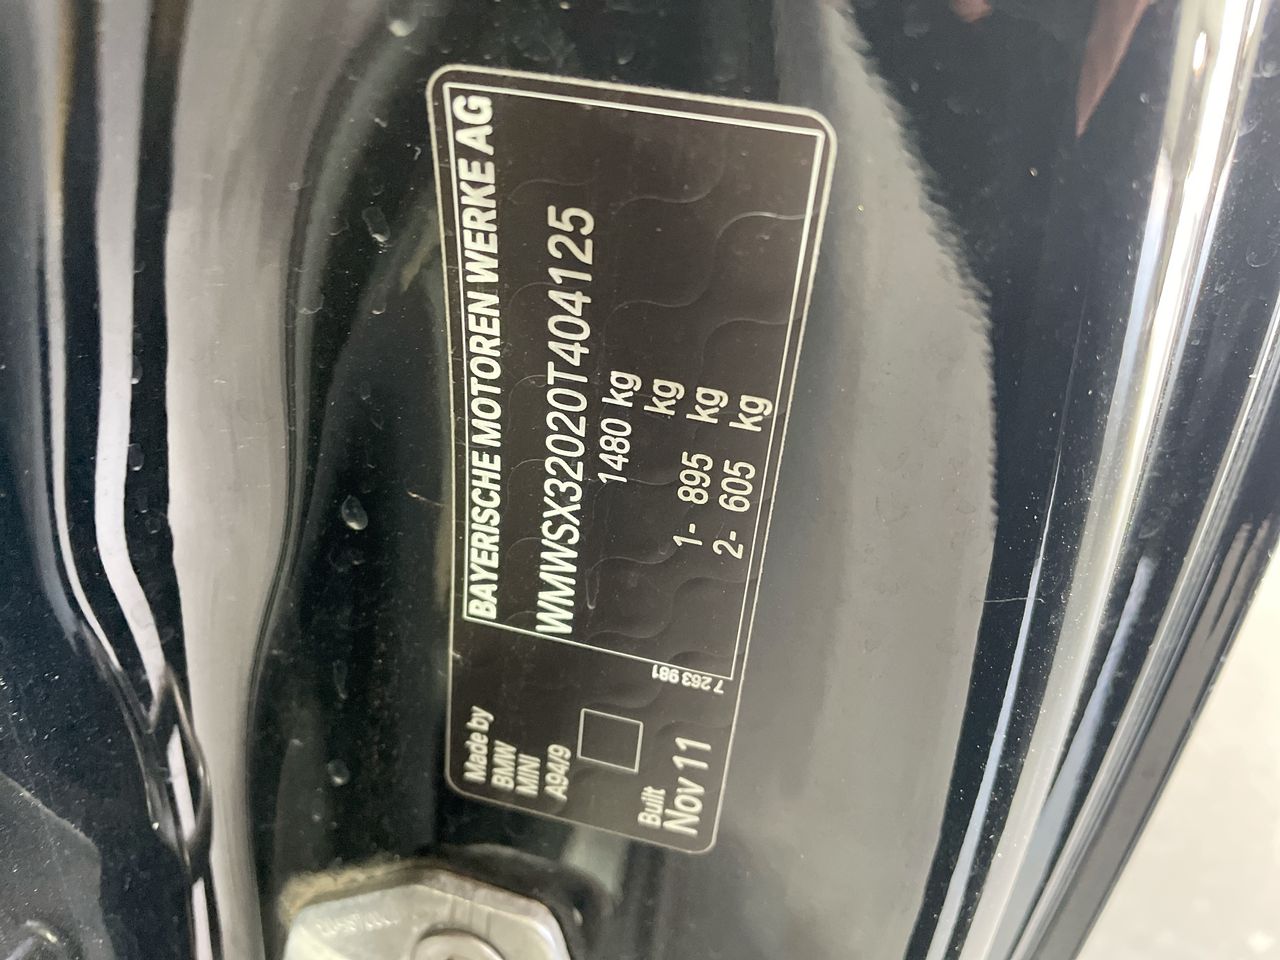 BAYERISCHE MOTOREN WERKE AG
WMWSX3202OT404125
1480 kg
kg
1- 895 kg
2- 605 kg
Made by
BMW
MINI
A94/9
7 263 981
Built
Nov 11